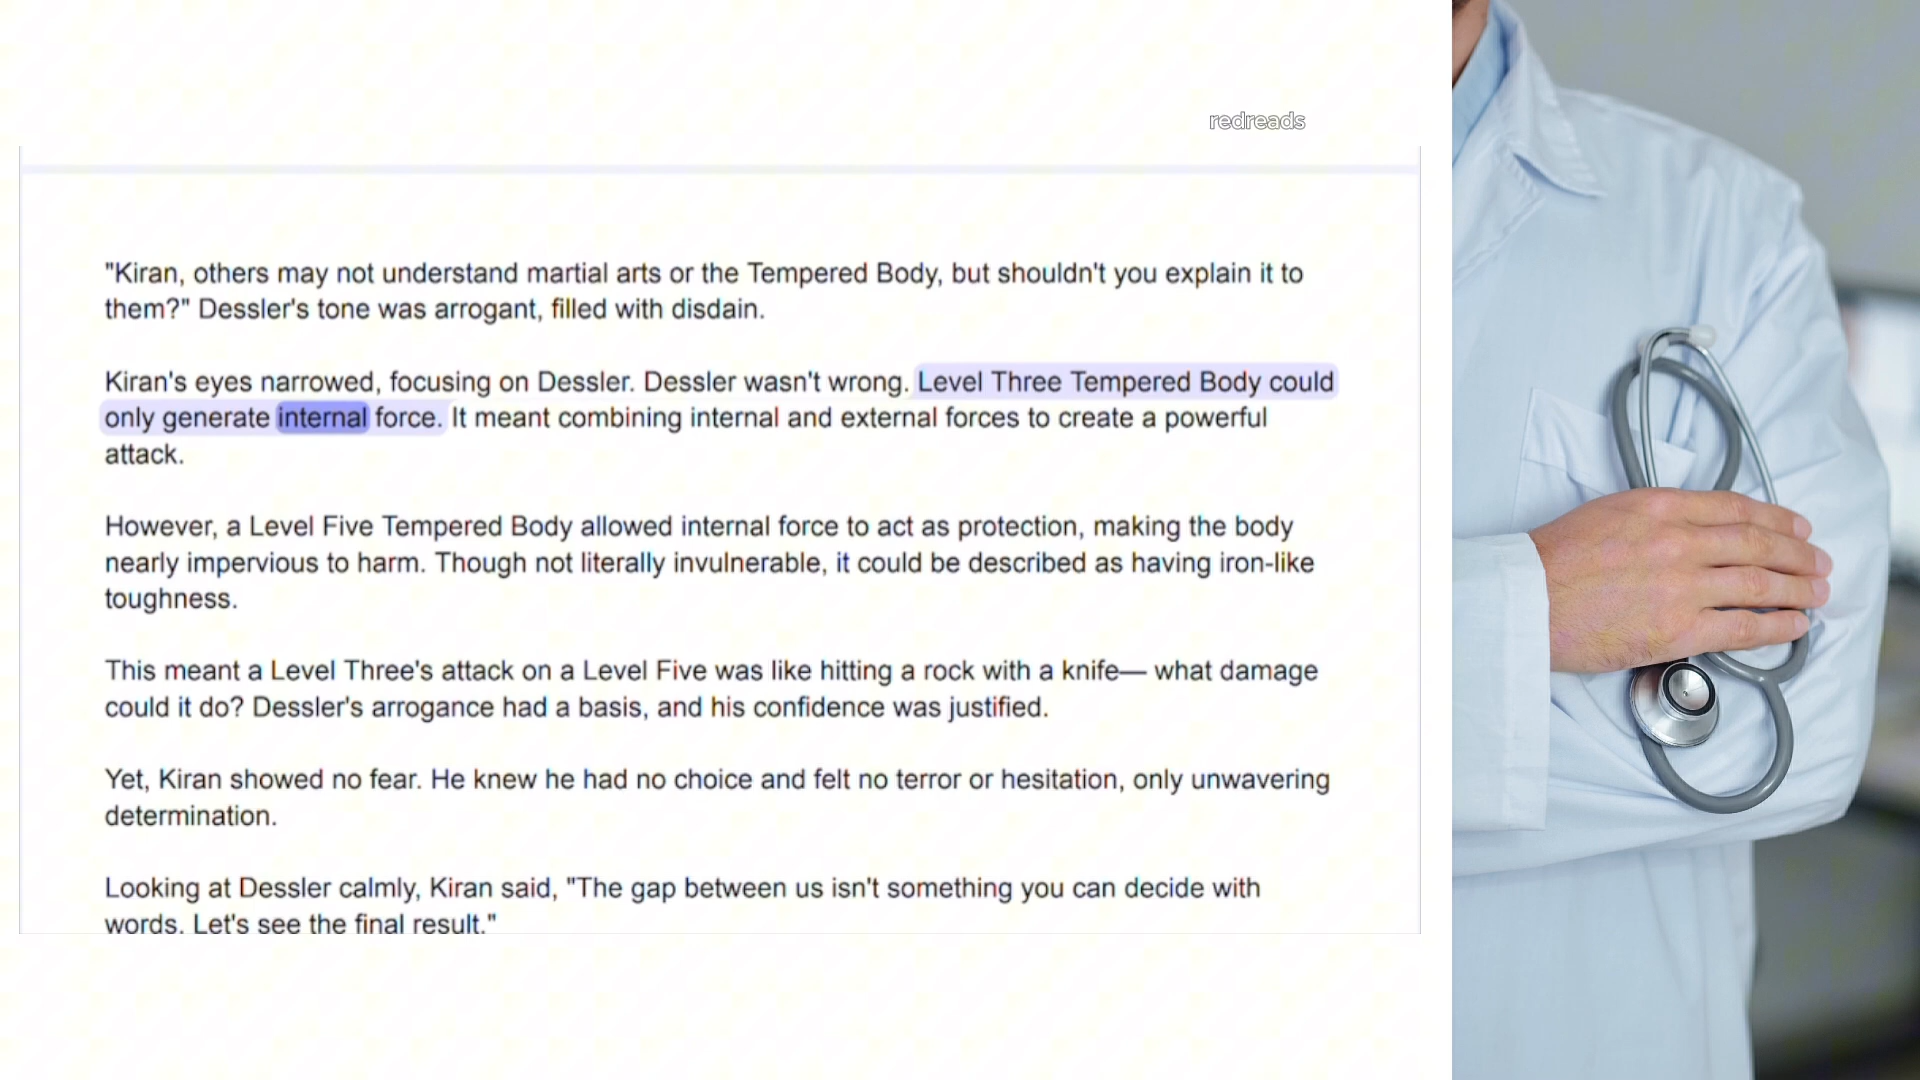 redreads
"Kiran, others may not understand martial arts or the Tempered Body, but shouldn't you explain it to
them?" Dessler's tone was arrogant, filled with disdain.
Kiran's eyes narrowed, focusing on Dessler. Dessler wasn't wrong. Level Three Tempered Body could
only generate internal force. It meant combining internal and external forces to create a powerful
attack.
However, a Level Five Tempered Body allowed internal force to act as protection, making the body
nearly impervious to harm. Though not literally invulnerable, it could be described as having iron-like
toughness.
This meant a Level Three's attack on a Level Five was like hitting a rock with a knife— what damage
could it do? Dessler's arrogance had a basis, and his confidence was justified.
Yet, Kiran showed no fear. He knew he had no choice and felt no terror or hesitation, only unwavering
determination.
Looking at Dessler calmly, Kiran said, "The gap between us isn't something you can decide with
words. Let's see the final result."